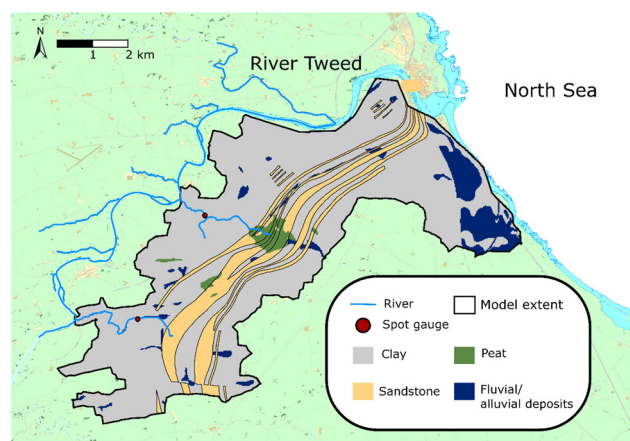 N
1
2 km
River Tweed
North Sea
River
Model extent
Spot gauge
Clay
Peat
Sandstone
Fluvial/
alluvial deposits